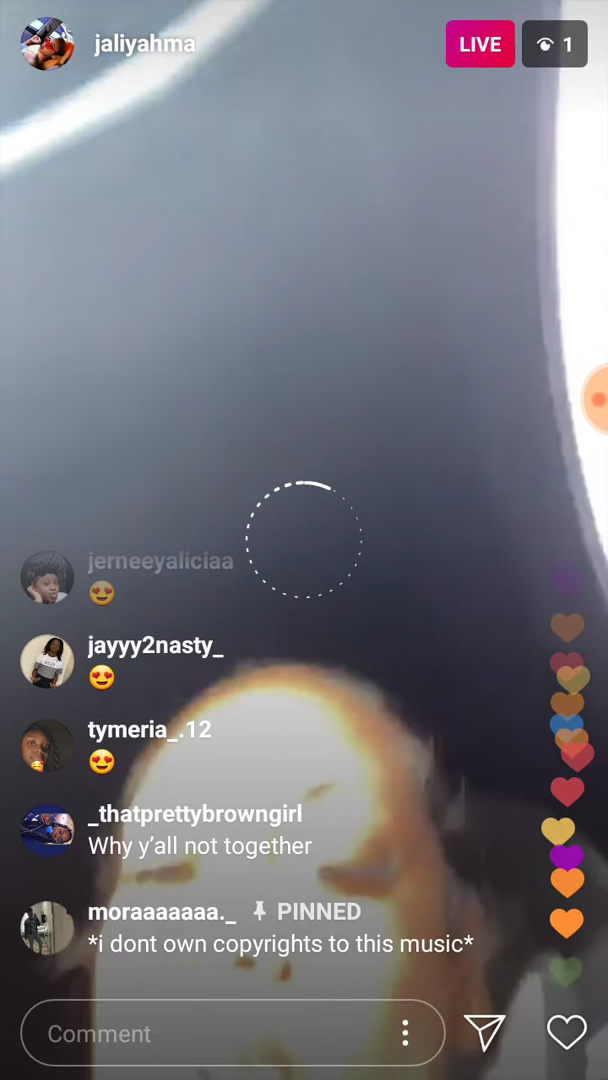 jaliyahma
LIVE
1
jerneeyaliciaa
😍
jayyy2nasty_
😍
tymeria_.12
😍
_thatprettybrowngirl
Why y’all not together
moraaaaaaa._ PINNED
*i dont own copyrights to this music*
Comment